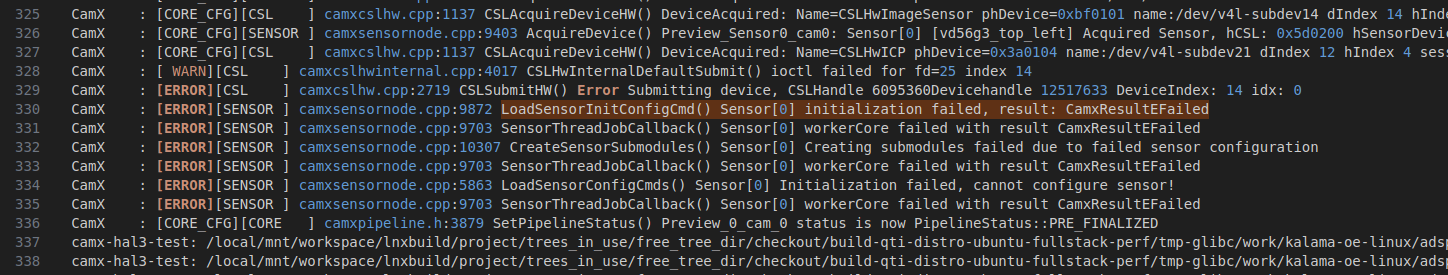 325 CamX : [CORE_CFG][CSL ] camxcslhw.cpp:1137 CSLAcquireDeviceHW() DeviceAcquired: Name=CSLHwImageSensor phDevice=0xbf0101 name:/dev/v4l-subdev14 dIndex 14 hInd
326 CamX : [CORE_CFG][SENSOR ] camxsensornode.cpp:9403 AcquireDevice() Preview_Sensor0_cam0: Sensor[0] [vd56g3_top_left] Acquired Sensor, hCSL: 0x5d0200 hSensorDevi
327 CamX : [CORE_CFG][CSL ] camxcslhw.cpp:1137 CSLAcquireDeviceHW() DeviceAcquired: Name=CSLHwICP phDevice=0x3a0104 name:/dev/v4l-subdev21 dIndex 12 hIndex 4 sess
328 CamX : [ WARN][CSL ] camxcslhwinternal.cpp:4017 CSLHwInternalDefaultSubmit() ioctl failed for fd=25 index 14
329 CamX : [ERROR][CSL ] camxcslhw.cpp:2719 CSLSubmitHW() Error Submitting device, CSLHandle 6095360Devicehandle 12517633 DeviceIndex: 14 idx: 0
330 CamX : [ERROR][SENSOR ] camxsensornode.cpp:9872 LoadSensorInitConfigCmd() Sensor[0] initialization failed, result: CamxResultEFailed
331 CamX : [ERROR][SENSOR ] camxsensornode.cpp:9703 SensorThreadJobCallback() Sensor[0] workerCore failed with result CamxResultEFailed
332 CamX : [ERROR][SENSOR ] camxsensornode.cpp:10307 CreateSensorSubmodules() Sensor[0] Creating submodules failed due to failed sensor configuration
333 CamX : [ERROR][SENSOR ] camxsensornode.cpp:9703 SensorThreadJobCallback() Sensor[0] workerCore failed with result CamxResultEFailed
334 CamX : [ERROR][SENSOR ] camxsensornode.cpp:5863 LoadSensorConfigCmds() Sensor[0] Initialization failed, cannot configure sensor!
335 CamX : [ERROR][SENSOR ] camxsensornode.cpp:9703 SensorThreadJobCallback() Sensor[0] workerCore failed with result CamxResultEFailed
336 CamX : [CORE_CFG][CORE ] camxpipeline.h:3879 SetPipelineStatus() Preview_0_cam_0 status is now PipelineStatus::PRE_FINALIZED
337 camx-hal3-test: /local/mnt/workspace/lnxbuild/project/trees_in_use/free_tree_dir/checkout/build-qti-distro-ubuntu-fullstack-perf/tmp-glibc/work/kalama-oe-linux/adsp
338 camx-hal3-test: /local/mnt/workspace/lnxbuild/project/trees_in_use/free_tree_dir/checkout/build-qti-distro-ubuntu-fullstack-perf/tmp-glibc/work/kalama-oe-linux/adsp